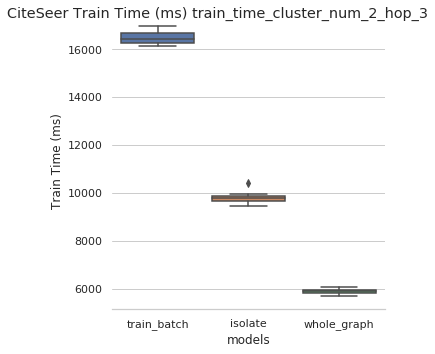 CiteSeer Train Time (ms) train_time_cluster_num_2_hop_3
16000
14000
12000
10000
8000
6000
Train Time (ms)
train_batch isolate whole_graph
models